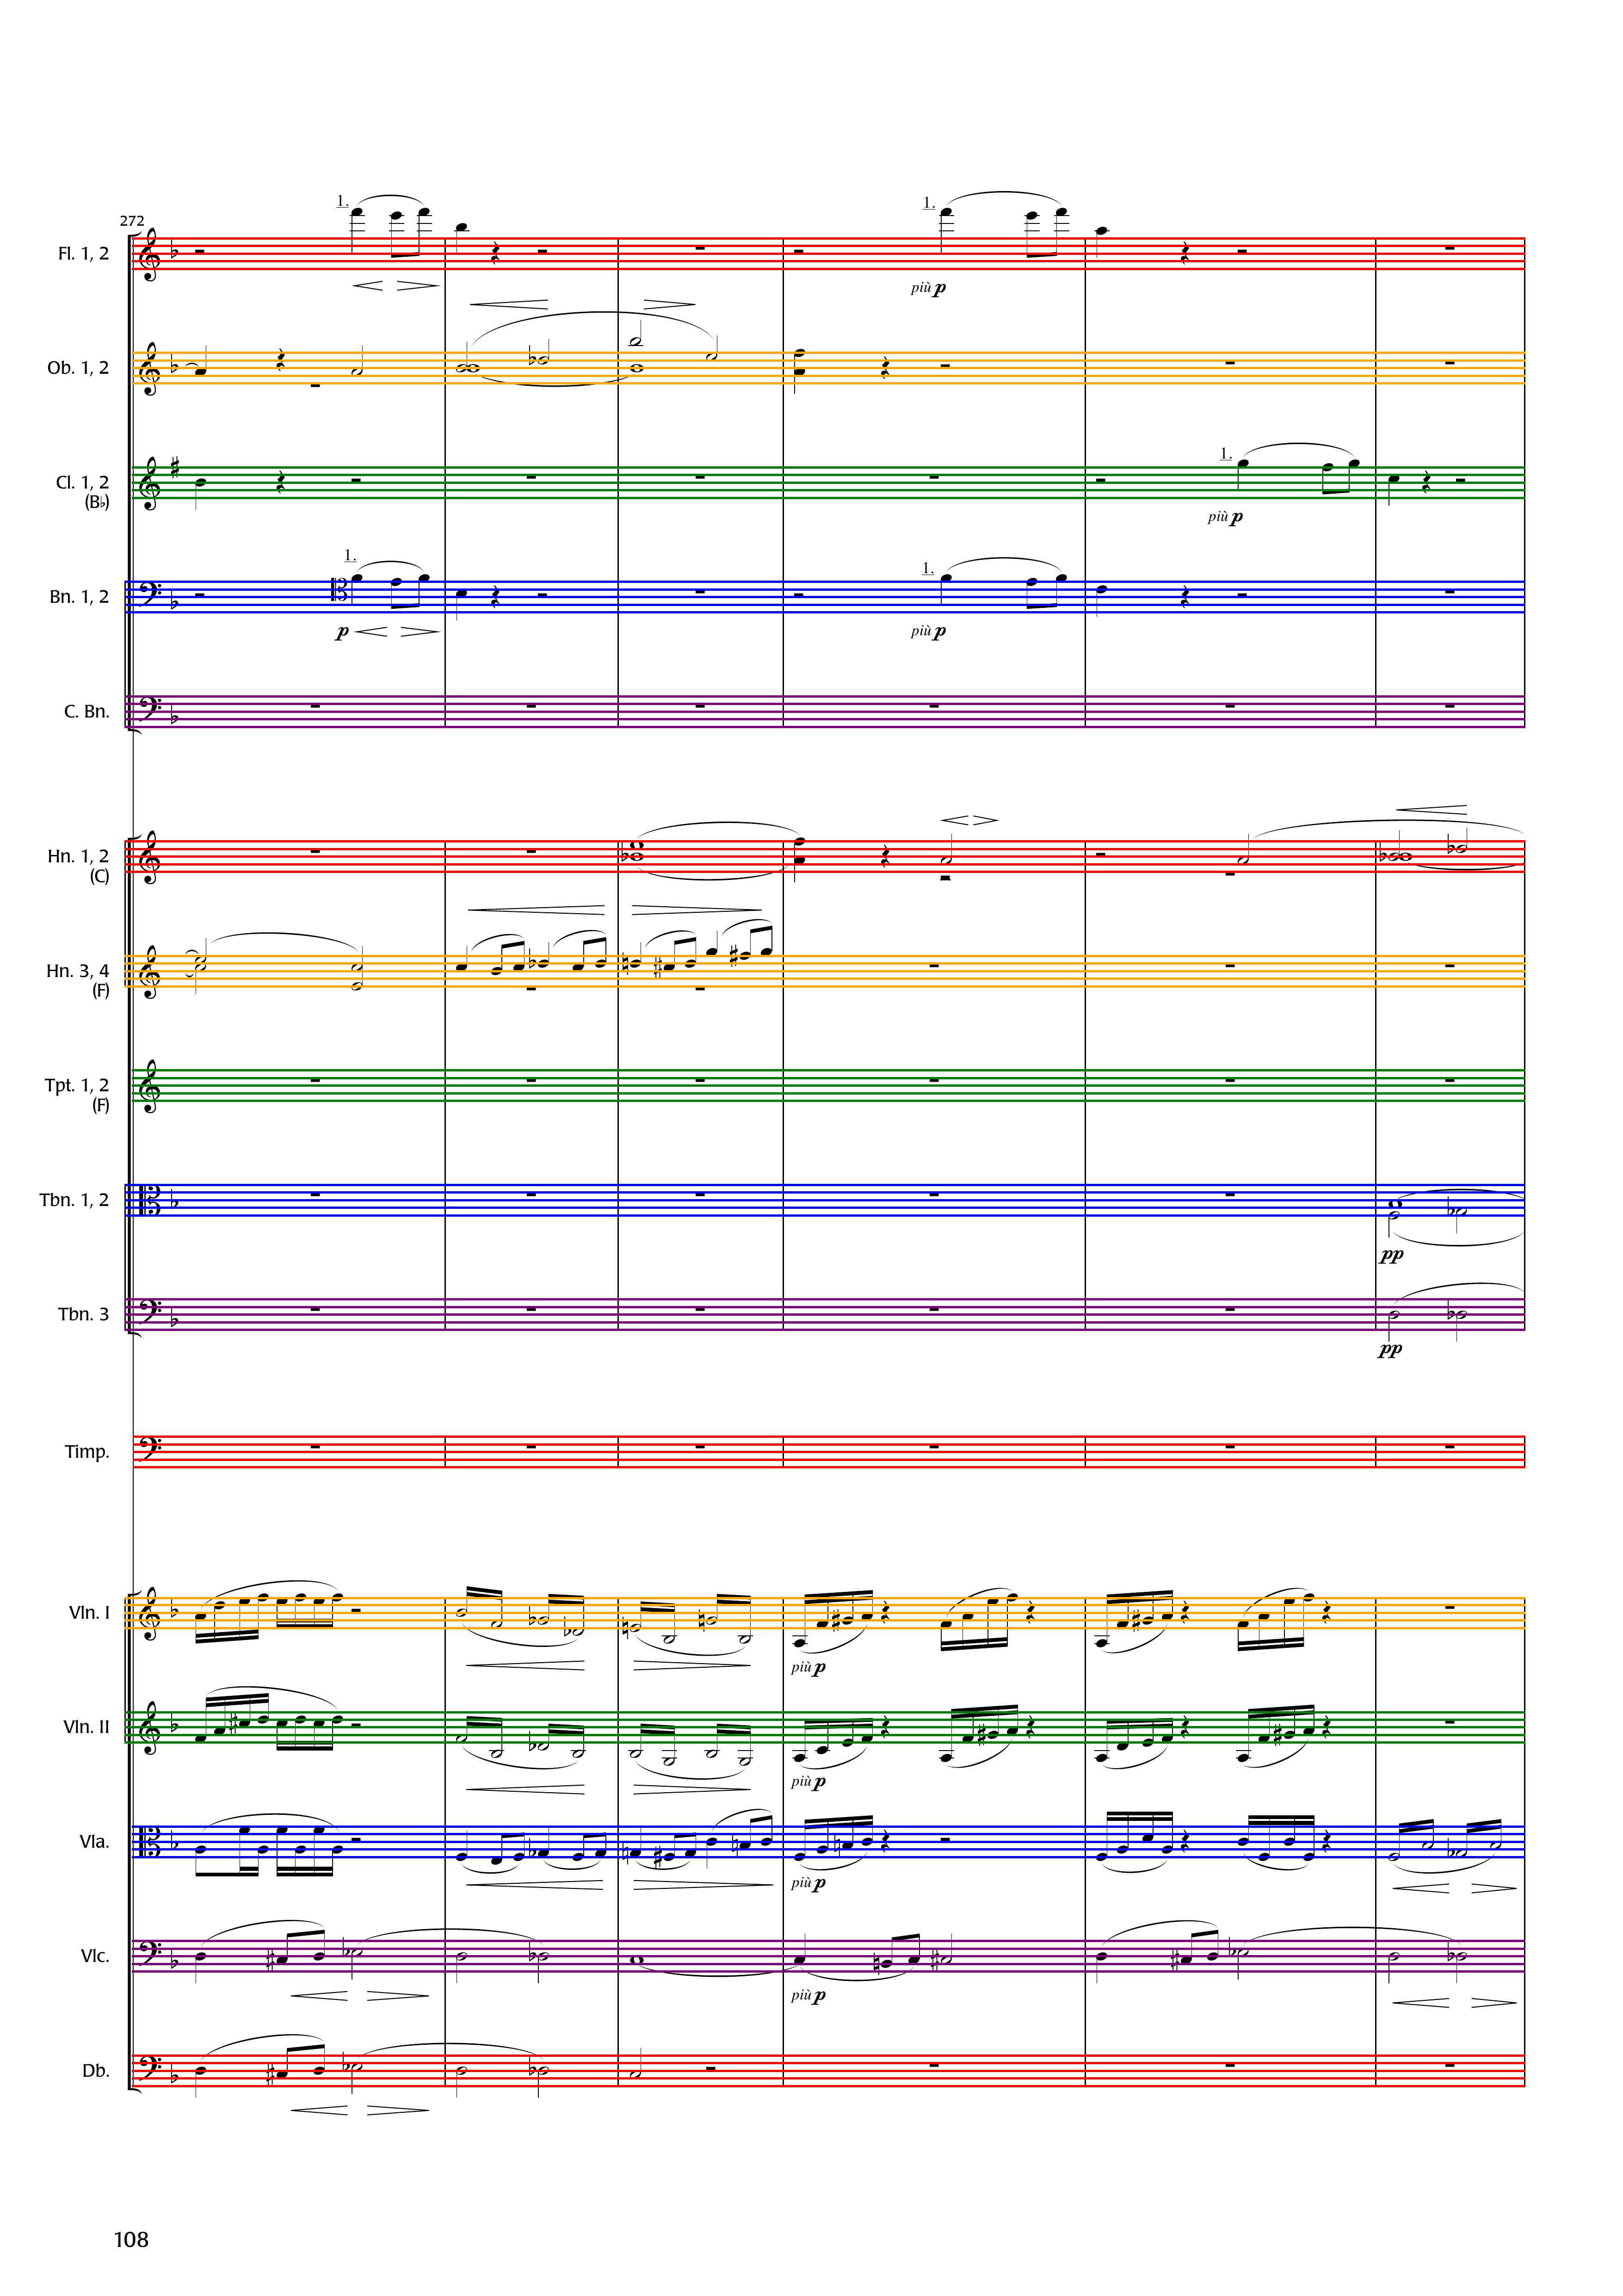 1.
1.
272
Fl. 1, 2
più p
Ob. 1, 2
1.
Cl. 1, 2
(B♭)
più p
1.
1.
Bn. 1, 2
p
più p
C. Bn.
Hn. 1, 2
(C)
Hn. 3, 4
(F)
Tpt. 1, 2
(F)
Tbn. 1, 2
pp
Tbn. 3
pp
Timp.
Vln. I
più p
Vln. II
più p
Vla.
più p
Vlc.
più p
Db.
108